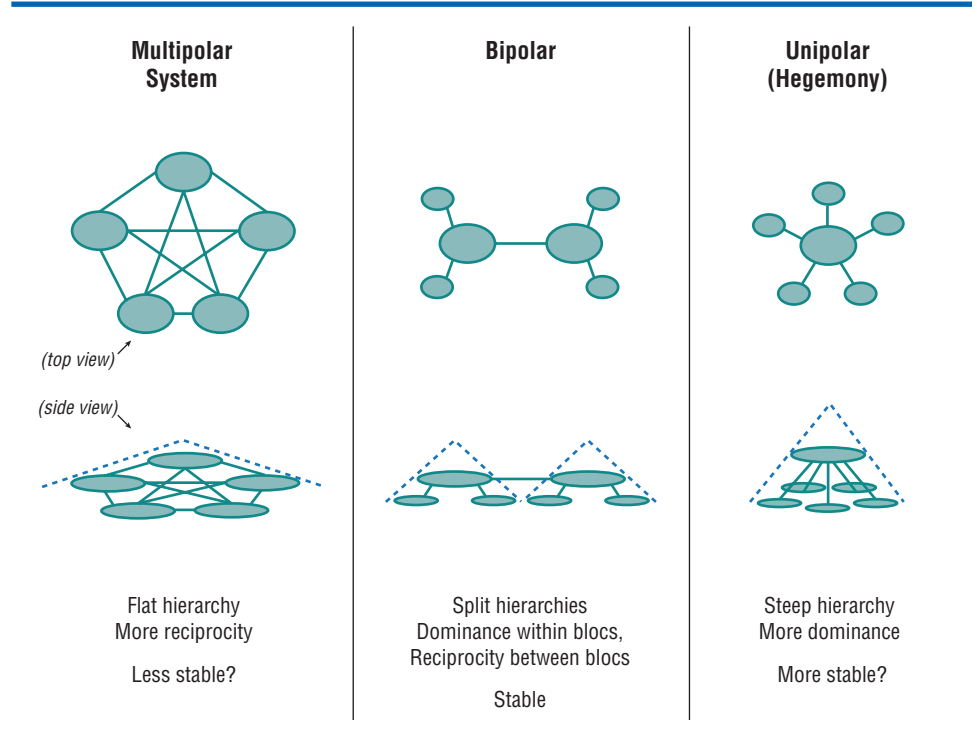 Multipolar
System
(top view)
(side view)
Flat hierarchy
More reciprocity
Less stable?
Bipolar
Split hierarchies
Dominance within blocs,
Reciprocity between blocs
Stable
Unipolar
(Hegemony)
Steep hierarchy
More dominance
More stable?